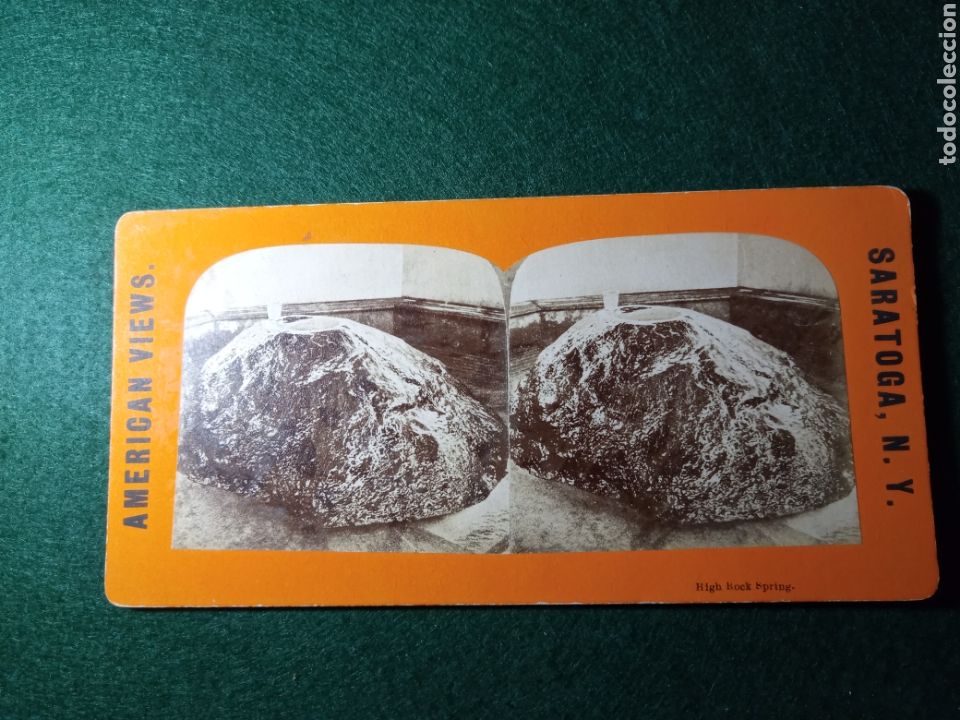 AMERICAN VIEWS.
SARATOGA, N. Y.
High Rock Spring.
todocoleccion